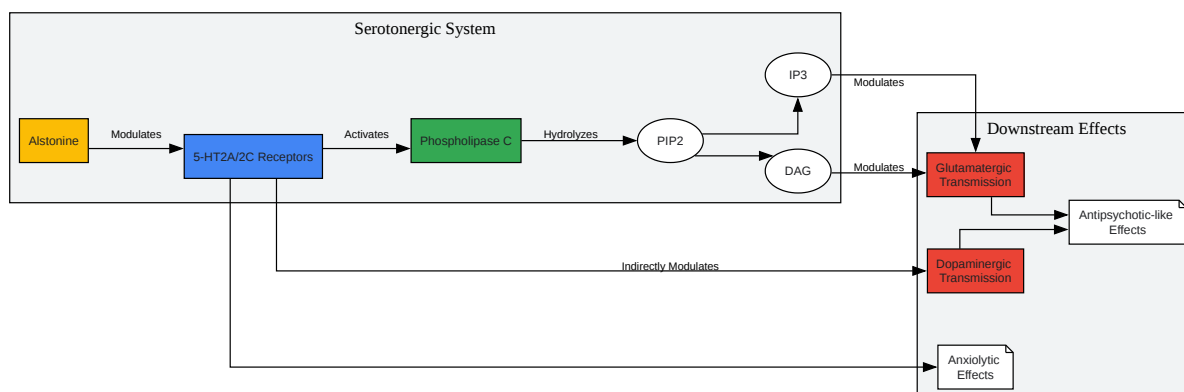 Serotonergic System
IP3
Modulates
Alstonine
Modulates
5-HT2A/2C Receptors
Activates
Phospholipase C
Hydrolyzes
PIP2
DAG
Modulates
Downstream Effects
Glutamatergic
Transmission
Antipsychotic-like
Effects
Indirectly Modulates
Dopaminergic
Transmission
Anxiolytic
Effects